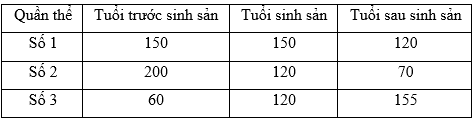 Quần thể Tuổi trước sinh sản Tuổi sinh sản Tuổi sau sinh sản
Số 1 150 150 120
Số 2 200 120 70
Số 3 60 120 155